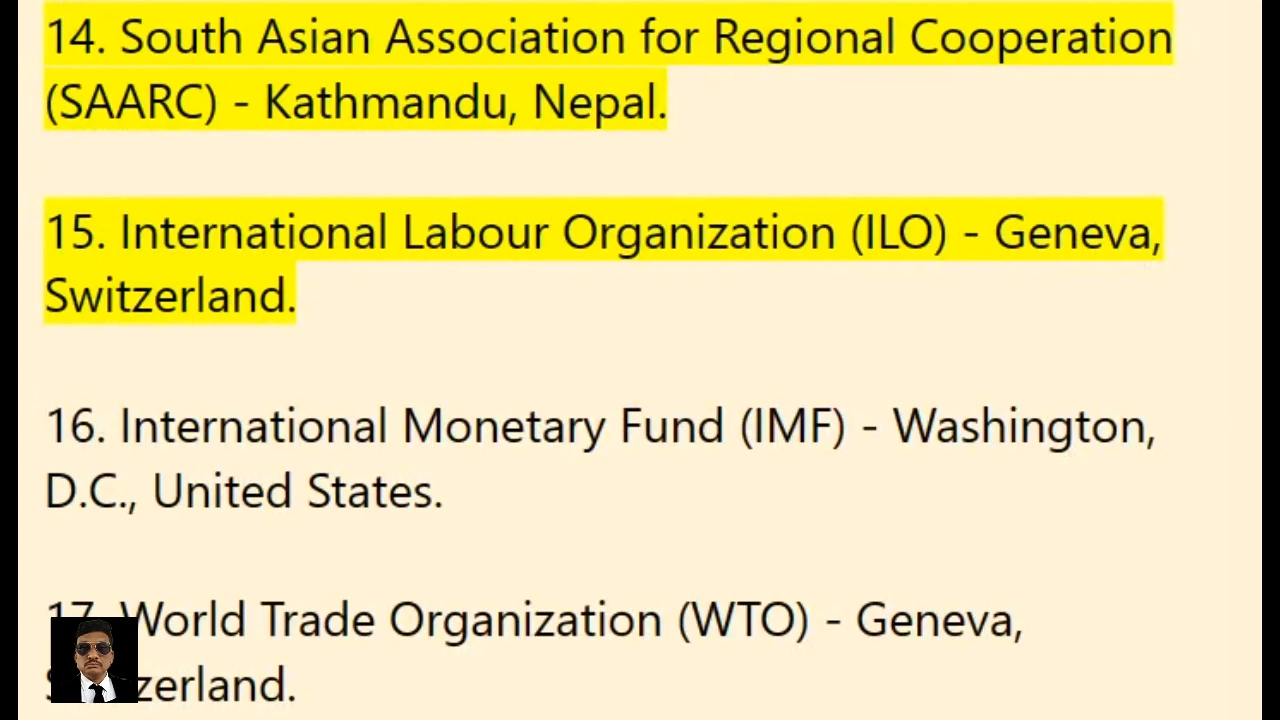 14. South Asian Association for Regional Cooperation
(SAARC) - Kathmandu, Nepal.
15. International Labour Organization (ILO) - Geneva,
Switzerland.
16. International Monetary Fund (IMF) - Washington,
D.C., United States.
17. World Trade Organization (WTO) - Geneva,
zerland.